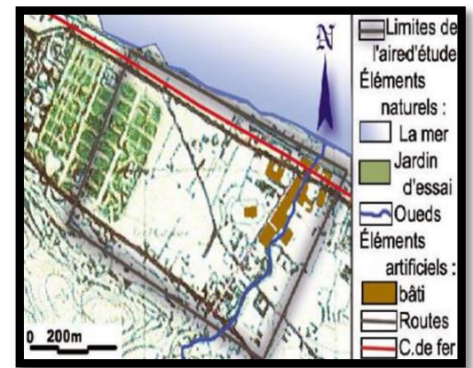 N
0 200m
Limites de
l'aired'étude
Éléments
naturels :
La mer
Jardin
d'essai
Oueds
Éléments
artificiels :
bâti
Routes
C.de fer